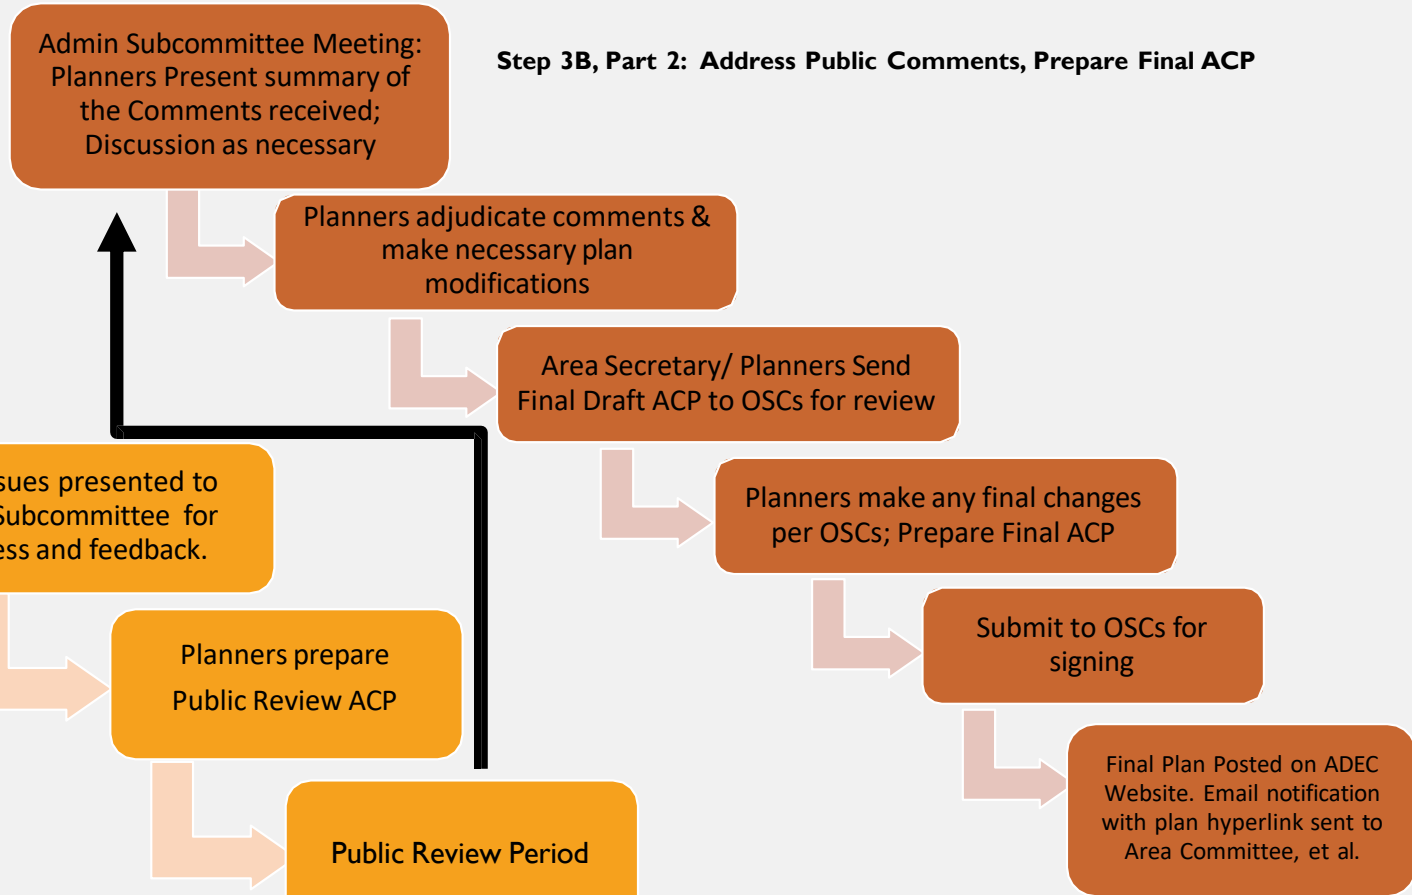 Step 3B, Part 2: Address Public Comments, Prepare Final ACP
Admin Subcommittee Meeting:
Planners Present summary of
the Comments received;
Discussion as necessary
Planners adjudicate comments &
make necessary plan
modifications
Area Secretary/ Planners Send
Final Draft ACP to OSCs for review
Planners make any final changes
per OSCs; Prepare Final ACP
Submit to OSCs for
signing
Final Plan Posted on ADEC
Website. Email notification
with plan hyperlink sent to
Area Committee, et al.
presented to
Subcommittee for
and feedback.
Planners prepare
Public Review ACP
Public Review Period